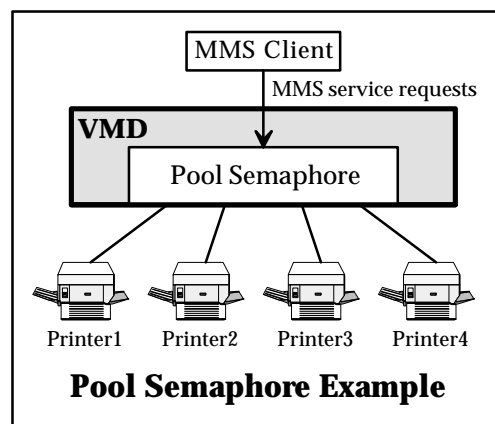 MMS Client
MMS service requests
VMD
Pool Semaphore
Printer1 Printer2 Printer3 Printer4
Pool Semaphore Example